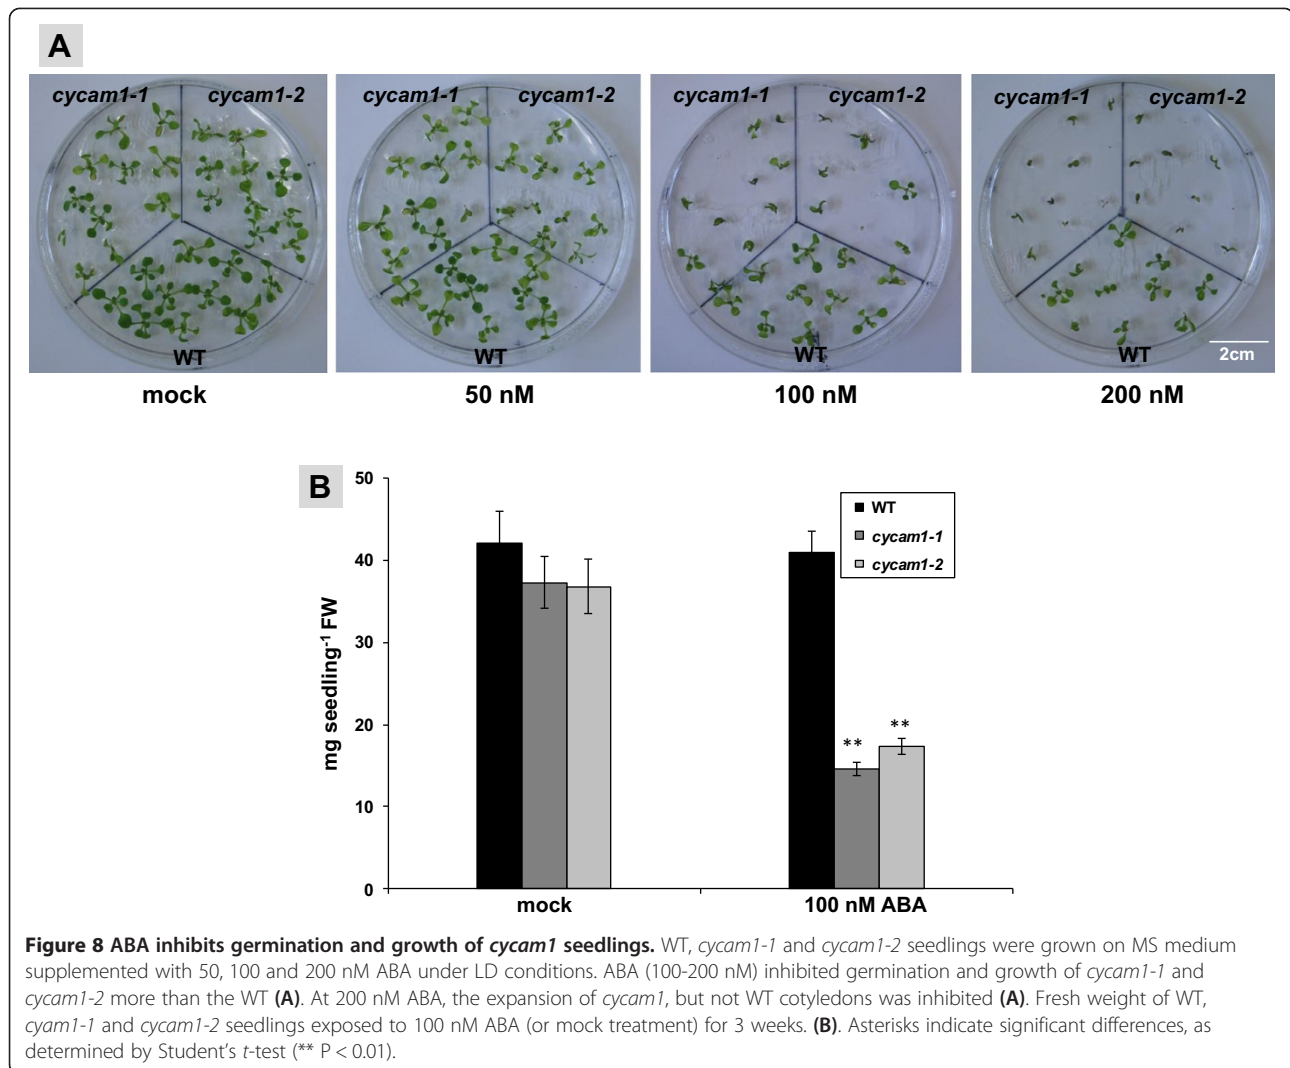 A
cycam1-1 cycam1-2 cycam1-1 cycam1-2 cycam1-1 cycam1-2 cycam1-1 cycam1-2
WT WT WT WT
2cm
mock 50 nM 100 nM 200 nM
B
50
40
30
20
10
0
mg seedling⁻¹ FW
WT
cycam1-1
cycam1-2
**
**
mock 100 nM ABA
Figure 8 ABA inhibits germination and growth of cycam1 seedlings. WT, cycam1-1 and cycam1-2 seedlings were grown on MS medium
supplemented with 50, 100 and 200 nM ABA under LD conditions. ABA (100-200 nM) inhibited germination and growth of cycam1-1 and
cycam1-2 more than the WT (A). At 200 nM ABA, the expansion of cycam1, but not WT cotyledons was inhibited (A). Fresh weight of WT,
cyam1-1 and cycam1-2 seedlings exposed to 100 nM ABA (or mock treatment) for 3 weeks. (B). Asterisks indicate significant differences, as
determined by Student's t-test (** P < 0.01).